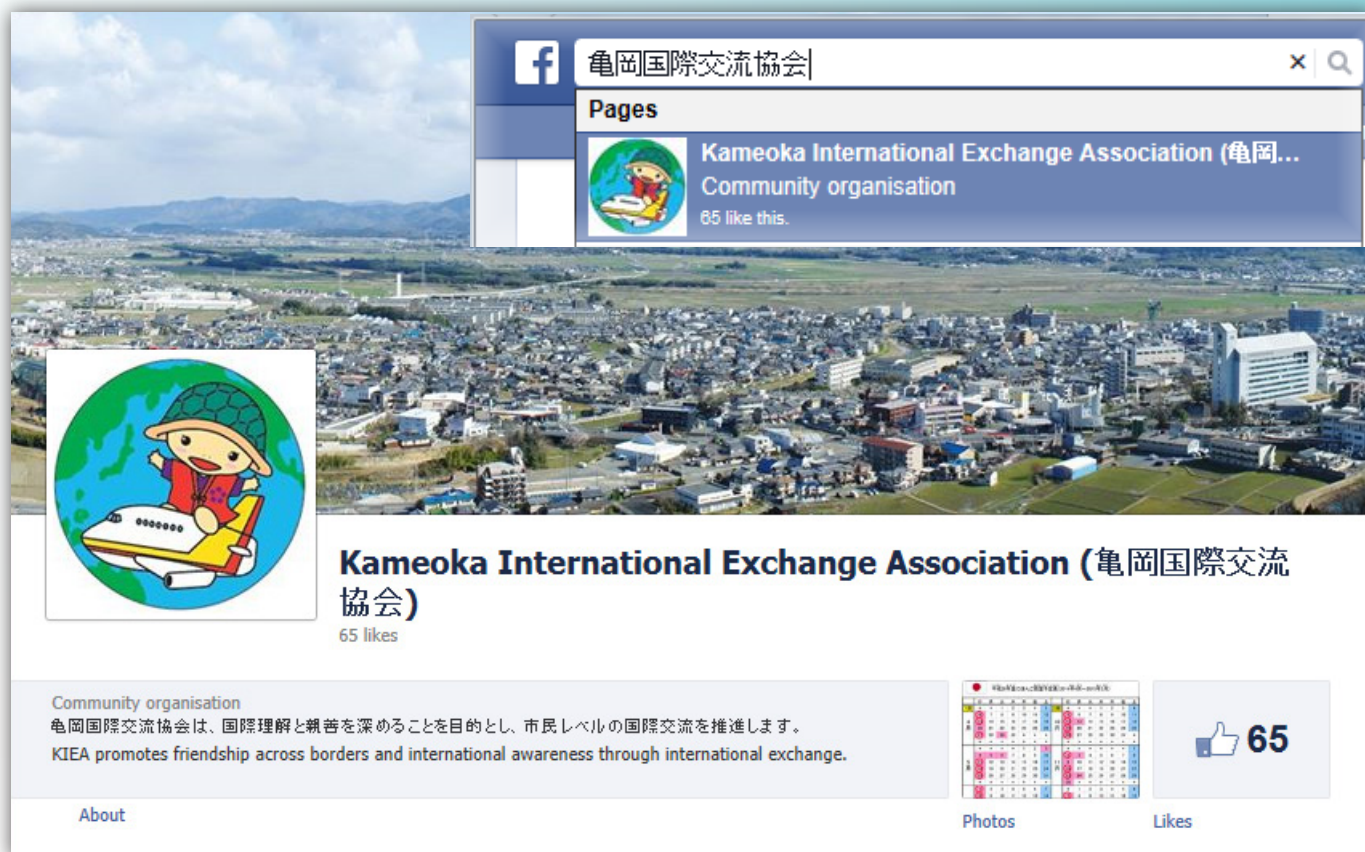 亀岡国際交流協会
Pages
Kameoka International Exchange Association (亀岡...
Community organisation
65 like this.
Kameoka International Exchange Association (亀岡国際交流
協会)
65 likes
Community organisation
亀岡国際交流協会は、国際理解と親善を深めることを目的とし、市民レベルの国際交流を推進します。
KIEA promotes friendship across borders and international awareness through international exchange.
65
About
Photos
Likes